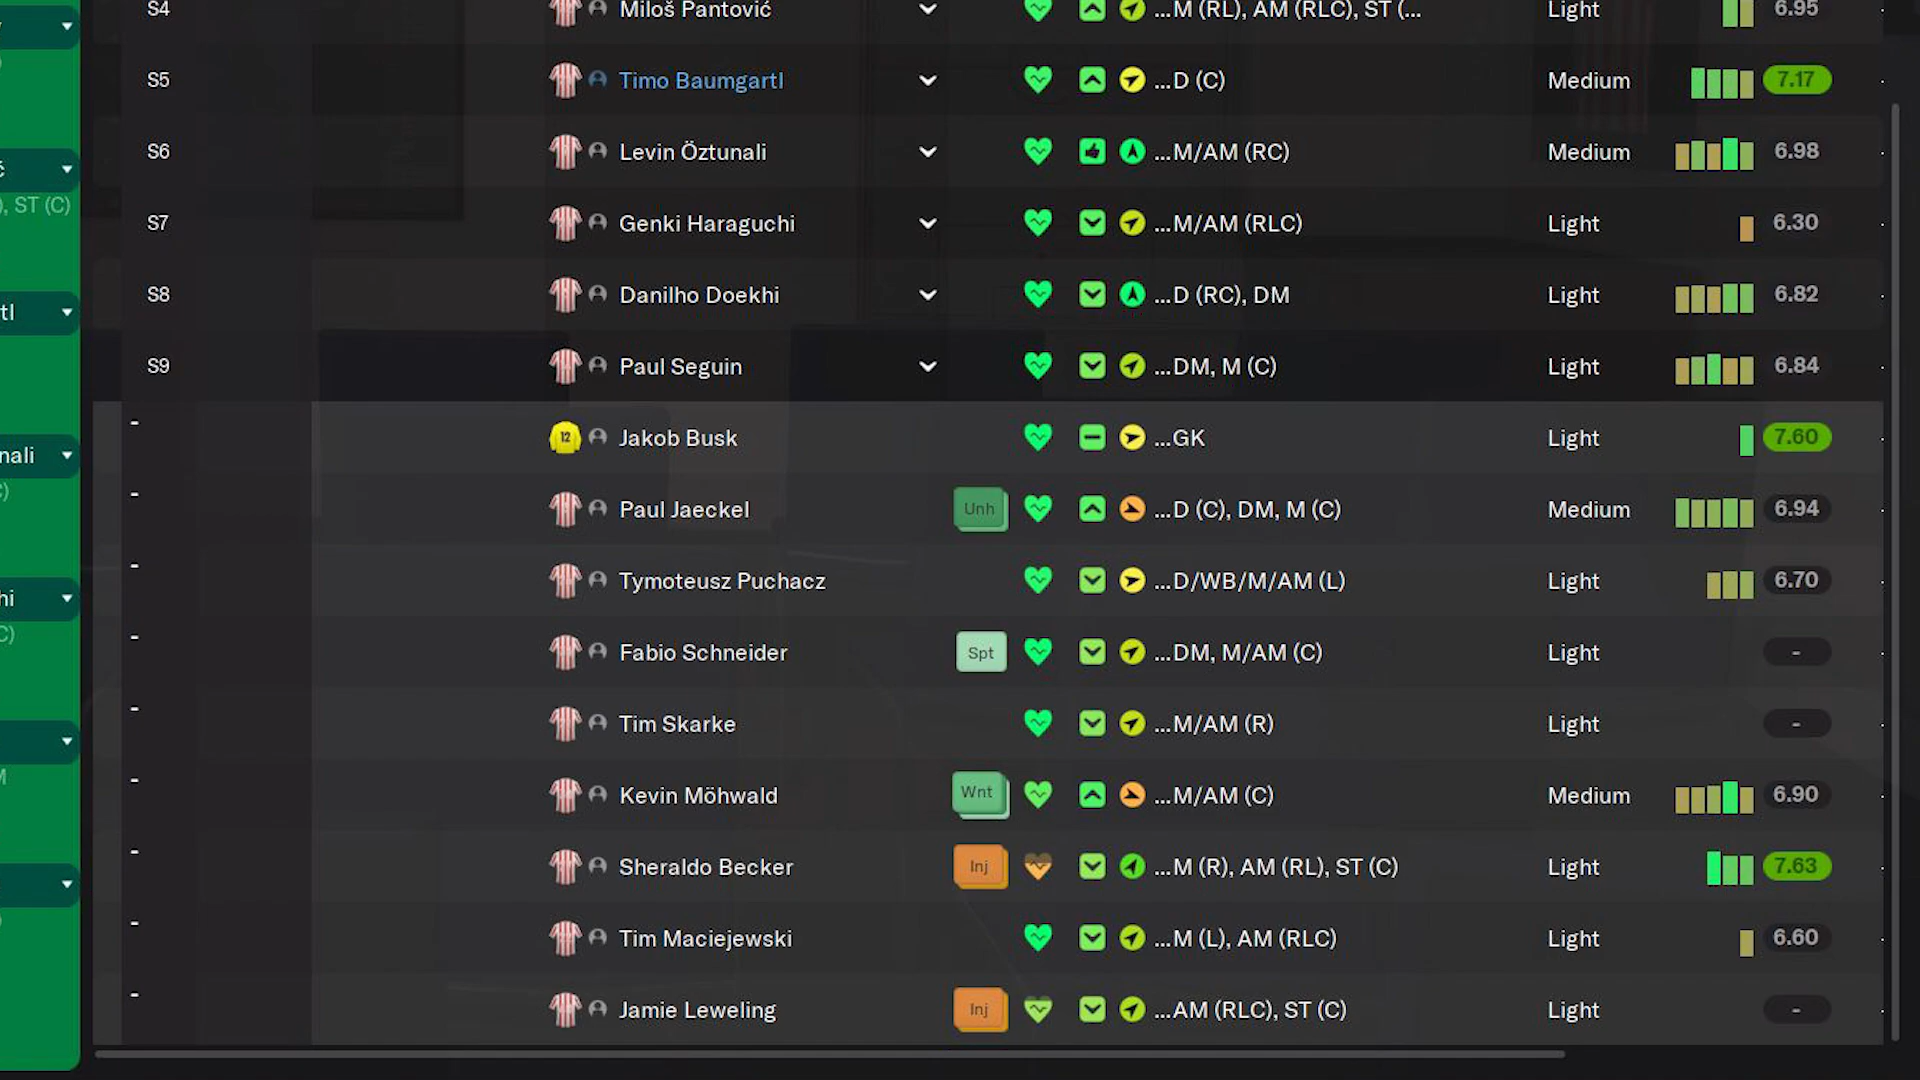 S4 Miloš Pantović ...M (RL), AM (RLC), ST (... Light 6.95
S5 Timo Baumgartl ...D (C) Medium 7.17
S6 Levin Öztunali ...M/AM (RC) Medium 6.98
ć
), ST (C)
S7 Genki Haraguchi ...M/AM (RLC) Light 6.30
S8 Danilho Doekhi ...D (RC), DM Light 6.82
tl
S9 Paul Seguin ...DM, M (C) Light 6.84
- 12 Jakob Busk ...GK Light 7.60
nali
C)
- Paul Jaeckel Unh ...D (C), DM, M (C) Medium 6.94
- Tymoteusz Puchacz ...D/WB/M/AM (L) Light 6.70
hi
C)
- Fabio Schneider Spt ...DM, M/AM (C) Light -
- Tim Skarke ...M/AM (R) Light -
M
- Kevin Möhwald Wnt ...M/AM (C) Medium 6.90
- Sheraldo Becker Inj ...M (R), AM (RL), ST (C) Light 7.63
- Tim Maciejewski ...M (L), AM (RLC) Light 6.60
- Jamie Leweling Inj ...AM (RLC), ST (C) Light -